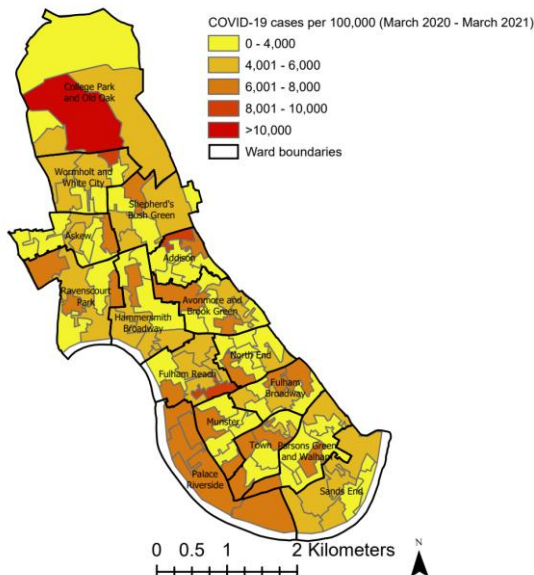 COVID-19 cases per 100,000 (March 2020 - March 2021)
0 - 4,000
4,001 - 6,000
6,001 - 8,000
8,001 - 10,000
>10,000
Ward boundaries
College Park
and Old Oak
Wormholt and
White City
Shepherd's
Bush Green
Askew
Addison
Ravenscourt
Park
Avonmore and
Brook Green
Hammersmith
Broadway
North End
Fulham Reach
Fulham
Broadway
Munster
Town
Parsons Green
and Walham
Palace
Riverside
Sands End
N
0 0.5 1 2 Kilometers